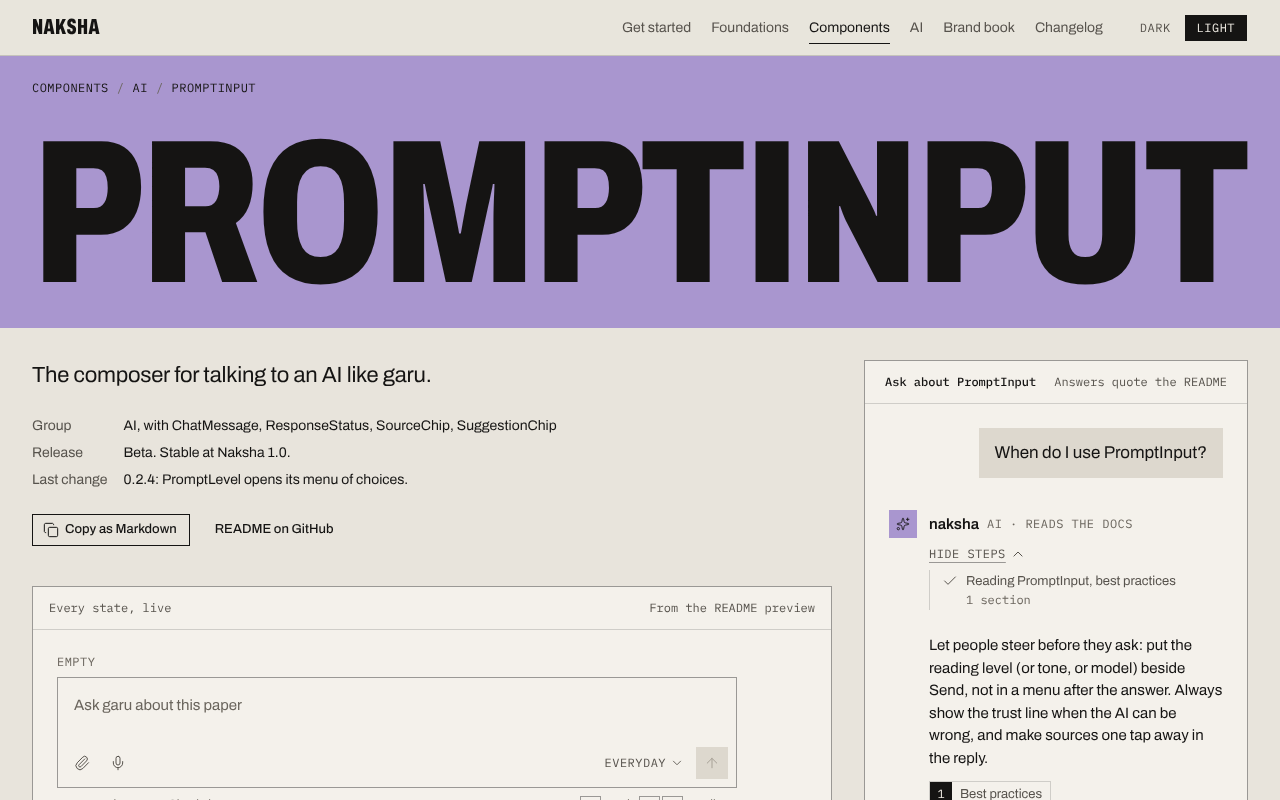 NAKSHA
Get started Foundations Components AI Brand book Changelog DARK LIGHT
COMPONENTS / AI / PROMPTINPUT
PROMPTINPUT
The composer for talking to an AI like garu.
Group AI, with ChatMessage, ResponseStatus, SourceChip, SuggestionChip
Release Beta. Stable at Naksha 1.0.
Last change 0.2.4: PromptLevel opens its menu of choices.
Copy as Markdown README on GitHub
Every state, live From the README preview
EMPTY
Ask garu about this paper
EVERYDAY
Ask about PromptInput Answers quote the README
When do I use PromptInput?
naksha AI · READS THE DOCS
HIDE STEPS
Reading PromptInput, best practices
1 section
Let people steer before they ask: put the
reading level (or tone, or model) beside
Send, not in a menu after the answer. Always
show the trust line when the AI can be
wrong, and make sources one tap away in
the reply.
1 Best practices